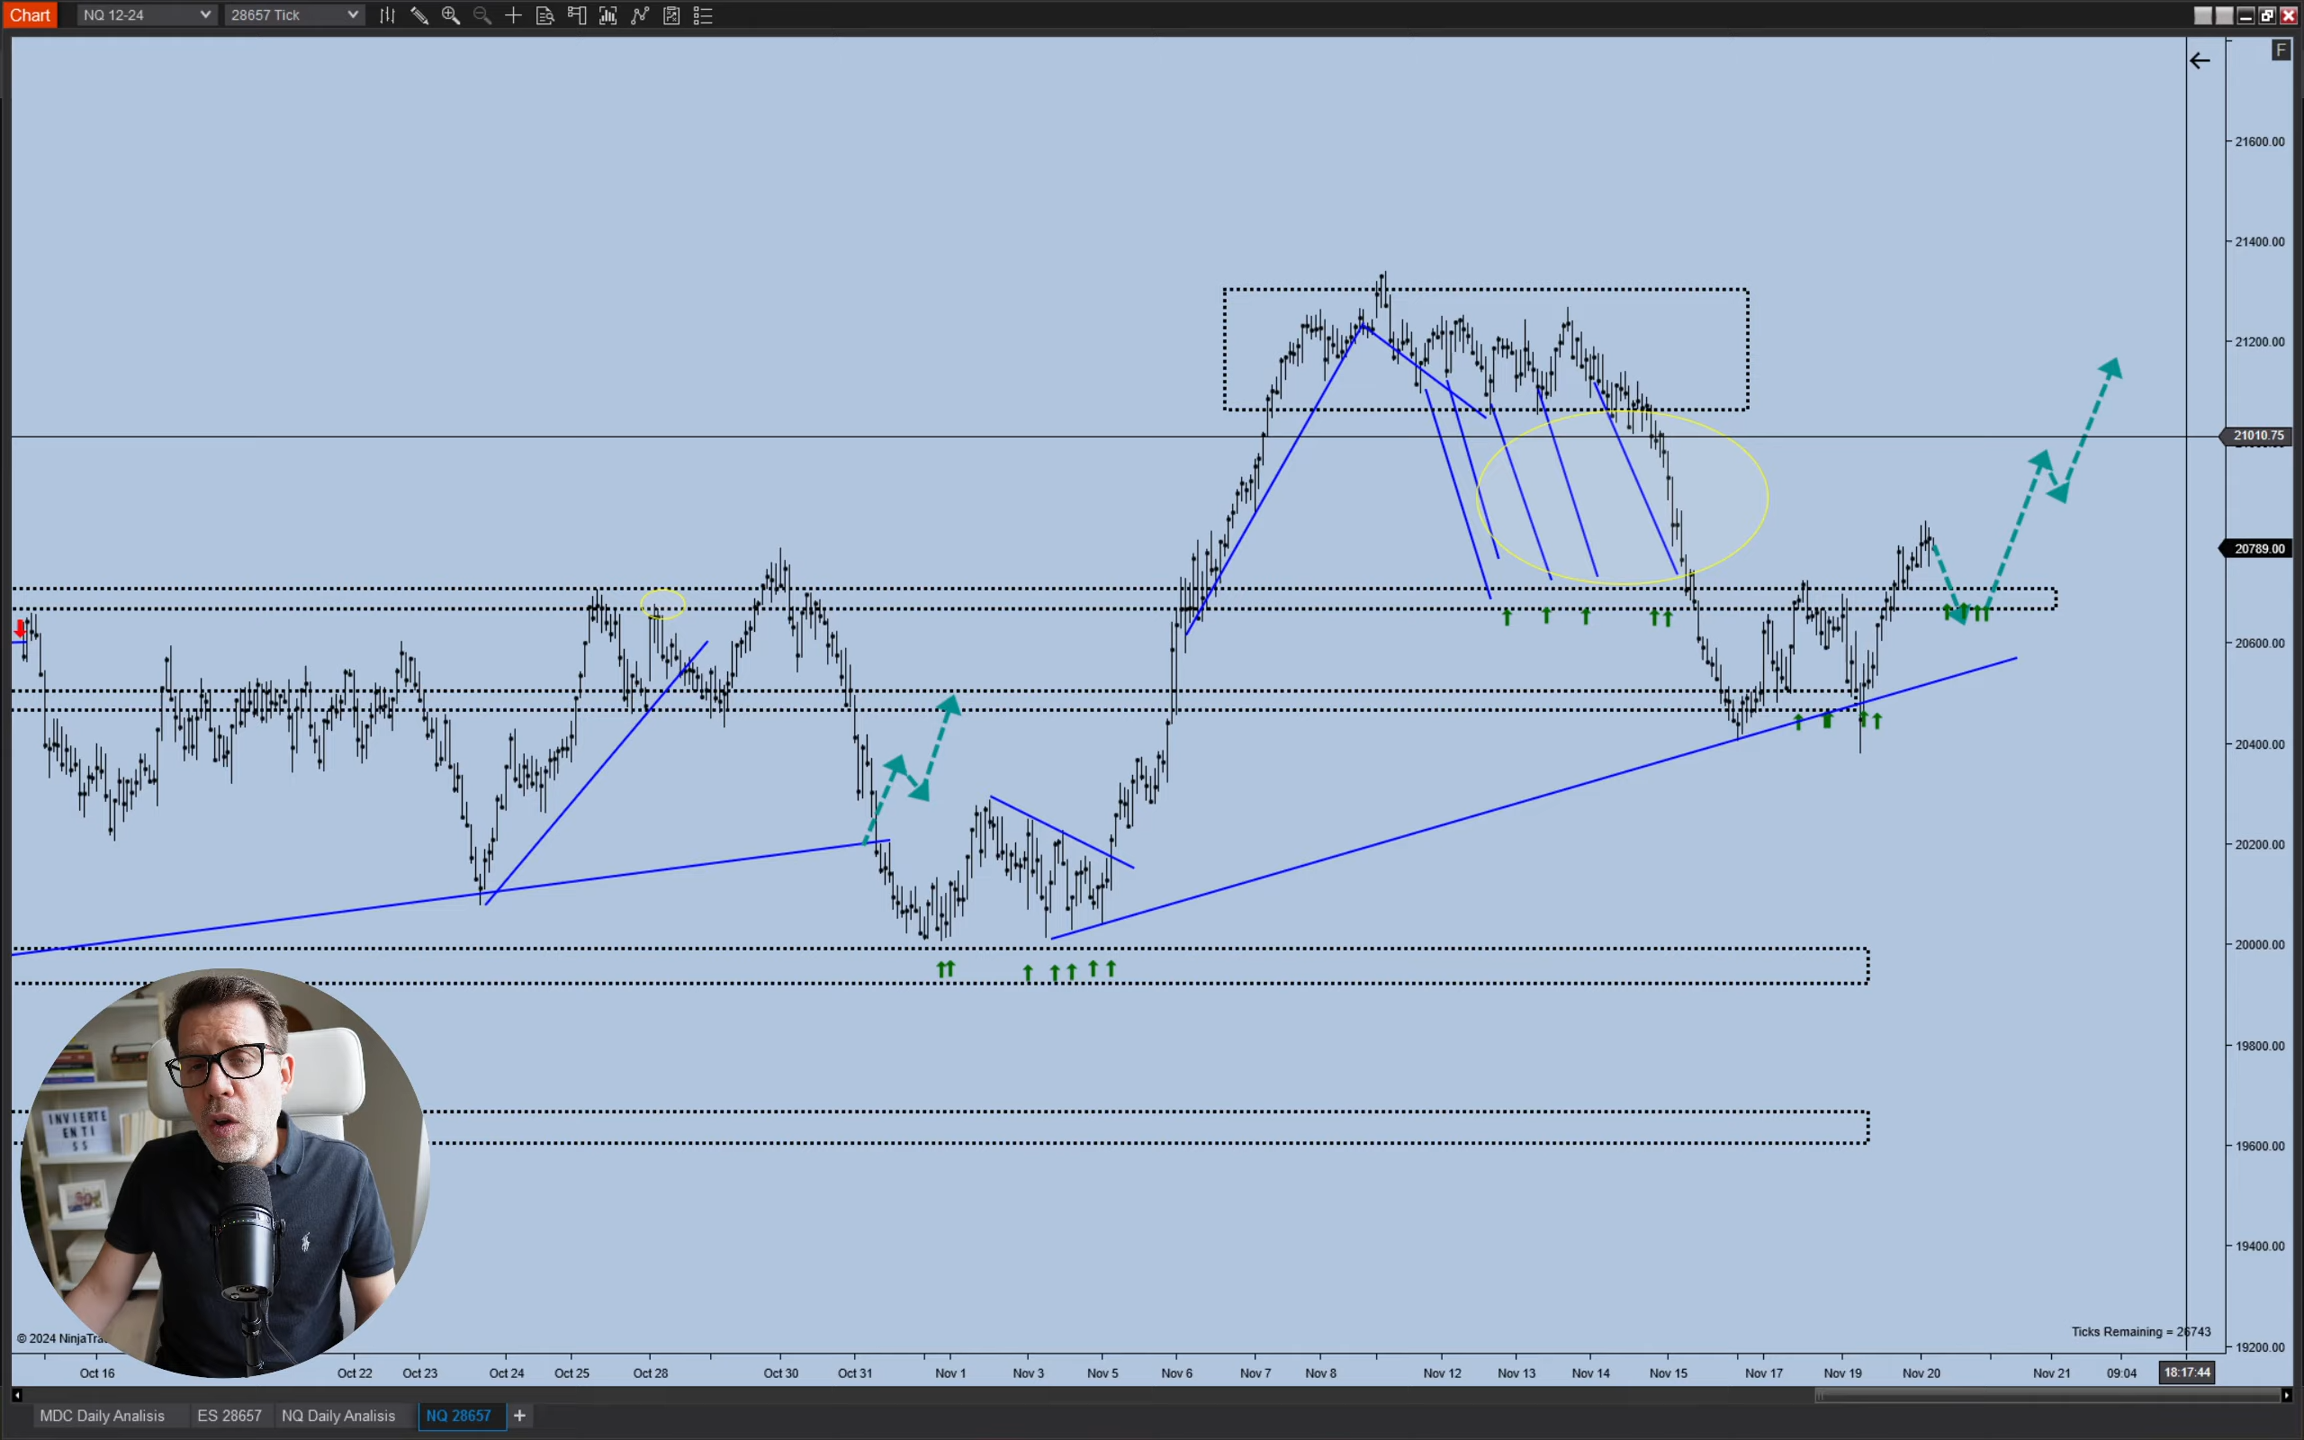 Chart NQ 12-24 28657 Tick
F
21600.00
21400.00
21200.00
21010.75
20789.00
20600.00
20400.00
20200.00
20000.00
19800.00
19600.00
19400.00
19200.00
INVIERTE
EN TI
$$
© 2024 NinjaTra
Ticks Remaining = 26743
Oct 16 Oct 22 Oct 23 Oct 24 Oct 25 Oct 28 Oct 30 Oct 31 Nov 1 Nov 3 Nov 5 Nov 6 Nov 7 Nov 8 Nov 12 Nov 13 Nov 14 Nov 15 Nov 17 Nov 19 Nov 20 Nov 21 09:04 18:17:44
MDC Daily Analisis ES 28657 NQ Daily Analisis NQ 28657 +